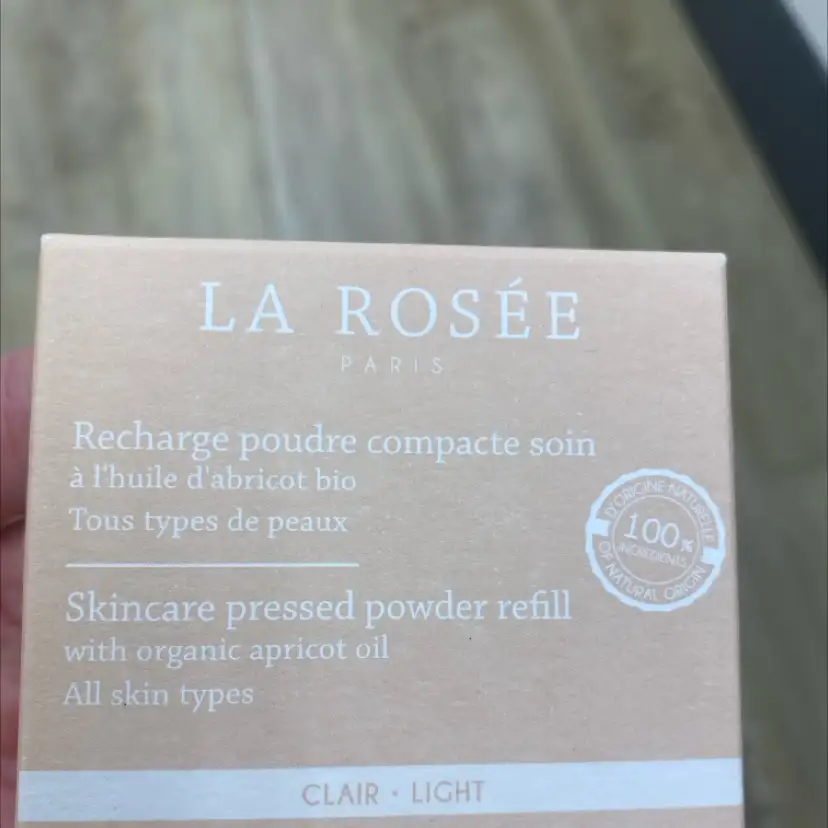 LA ROSÉE
PARIS
Recharge poudre compacte soin
à l'huile d'abricot bio
Tous types de peaux
D'ORIGINE NATURELLE
100%
INGREDIENTS
OF NATURAL ORIGIN
Skincare pressed powder refill
with organic apricot oil
All skin types
CLAIR · LIGHT